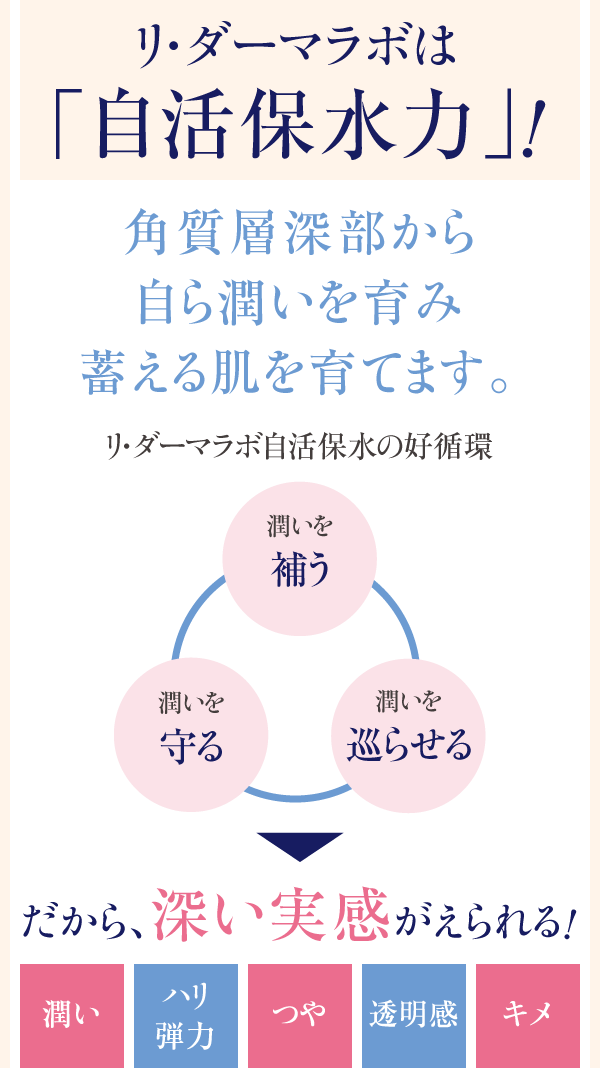 リ・ダーマラボは
「自活保水力」!
角質層深部から
自ら潤いを育み
蓄える肌を育てます。
リ・ダーマラボ自活保水の好循環
潤いを
補う
潤いを
守る
潤いを
巡らせる
だから、深い実感がえられる!
潤い
ハリ
弾力
つや
透明感
キメ